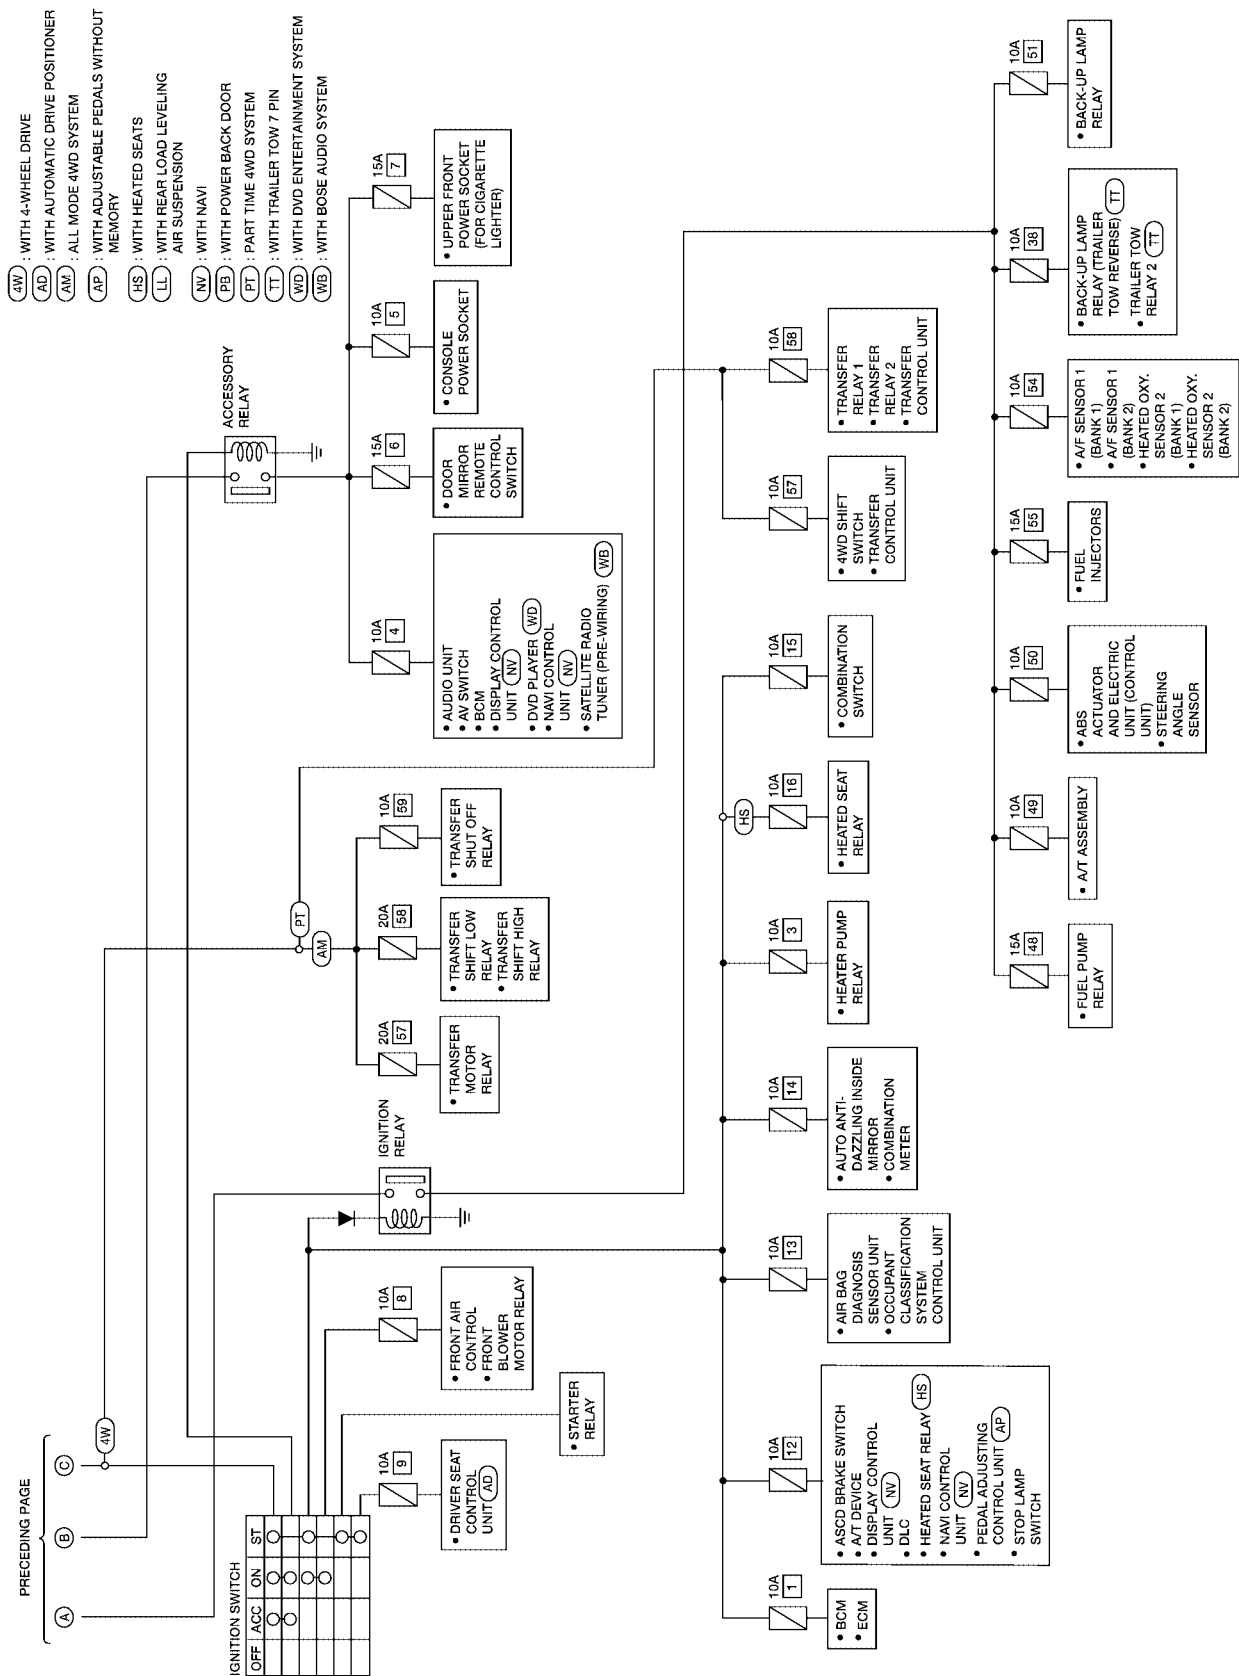 PRECEDING PAGE
A
B
C
4W
4W : WITH 4-WHEEL DRIVE
AD : WITH AUTOMATIC DRIVE POSITIONER
AM : ALL MODE 4WD SYSTEM
AP : WITH ADJUSTABLE PEDALS WITHOUT
MEMORY
HS : WITH HEATED SEATS
LL : WITH REAR LOAD LEVELING
AIR SUSPENSION
NV : WITH NAVI
PB : WITH POWER BACK DOOR
PT : PART TIME 4WD SYSTEM
TT : WITH TRAILER TOW 7 PIN
WD : WITH DVD ENTERTAINMENT SYSTEM
WB : WITH BOSE AUDIO SYSTEM
IGNITION SWITCH
OFF ACC ON ST
10A
9
• DRIVER SEAT
CONTROL
UNIT AD
• STARTER
RELAY
10A
8
• FRONT AIR
CONTROL
• FRONT
BLOWER
MOTOR RELAY
IGNITION
RELAY
PT
AM
20A
57
• TRANSFER
MOTOR
RELAY
20A
58
• TRANSFER
SHIFT LOW
RELAY
• TRANSFER
SHIFT HIGH
RELAY
10A
59
• TRANSFER
SHUT OFF
RELAY
ACCESSORY
RELAY
10A
4
• AUDIO UNIT
• AV SWITCH
• BCM
• DISPLAY CONTROL
UNIT NV
• DVD PLAYER WD
• NAVI CONTROL
UNIT NV
• SATELLITE RADIO
TUNER (PRE-WIRING) WB
15A
6
• DOOR
MIRROR
REMOTE
CONTROL
SWITCH
10A
5
• CONSOLE
POWER SOCKET
15A
7
• UPPER FRONT
POWER SOCKET
(FOR CIGARETTE
LIGHTER)
10A
1
• BCM
• ECM
10A
12
• ASCD BRAKE SWITCH
• A/T DEVICE
• DISPLAY CONTROL
UNIT NV
• DLC
• HEATED SEAT RELAY HS
• NAVI CONTROL
UNIT NV
• PEDAL ADJUSTING
CONTROL UNIT AP
• STOP LAMP
SWITCH
10A
13
• AIR BAG
DIAGNOSIS
SENSOR UNIT
• OCCUPANT
CLASSIFICATION
SYSTEM
CONTROL UNIT
10A
14
• AUTO ANTI-
DAZZLING INSIDE
MIRROR
• COMBINATION
METER
10A
3
• HEATER PUMP
RELAY
HS
10A
16
• HEATED SEAT
RELAY
10A
15
• COMBINATION
SWITCH
10A
57
• 4WD SHIFT
SWITCH
• TRANSFER
CONTROL UNIT
10A
58
• TRANSFER
RELAY 1
• TRANSFER
RELAY 2
• TRANSFER
CONTROL UNIT
15A
48
• FUEL PUMP
RELAY
10A
49
• A/T ASSEMBLY
10A
50
• ABS
ACTUATOR
AND ELECTRIC
UNIT (CONTROL
UNIT)
• STEERING
ANGLE
SENSOR
15A
55
• FUEL
INJECTORS
10A
54
• A/F SENSOR 1
(BANK 1)
• A/F SENSOR 1
(BANK 2)
• HEATED OXY.
SENSOR 2
(BANK 1)
• HEATED OXY.
SENSOR 2
(BANK 2)
10A
38
• BACK-UP LAMP
RELAY (TRAILER
TOW REVERSE) TT
• TRAILER TOW
RELAY 2 TT
10A
51
• BACK-UP LAMP
RELAY